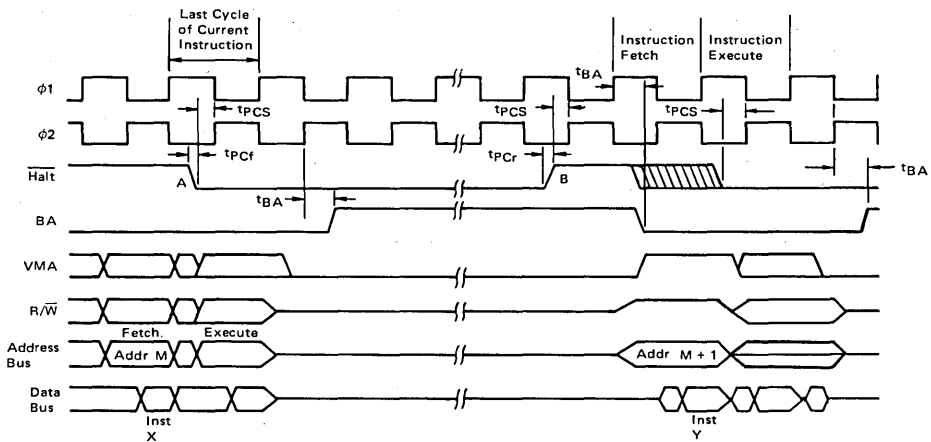 Last Cycle
of Current
Instruction
Instruction
Fetch
Instruction
Execute
tBA
ϕ1
tPCS
tPCS
tPCS
ϕ2
tPCf
tPCr
Halt
A
B
tBA
tBA
BA
VMA
R/W
Fetch.
Execute
Address
Bus
Addr M
Addr M + 1
Data
Bus
Inst
X
Inst
Y